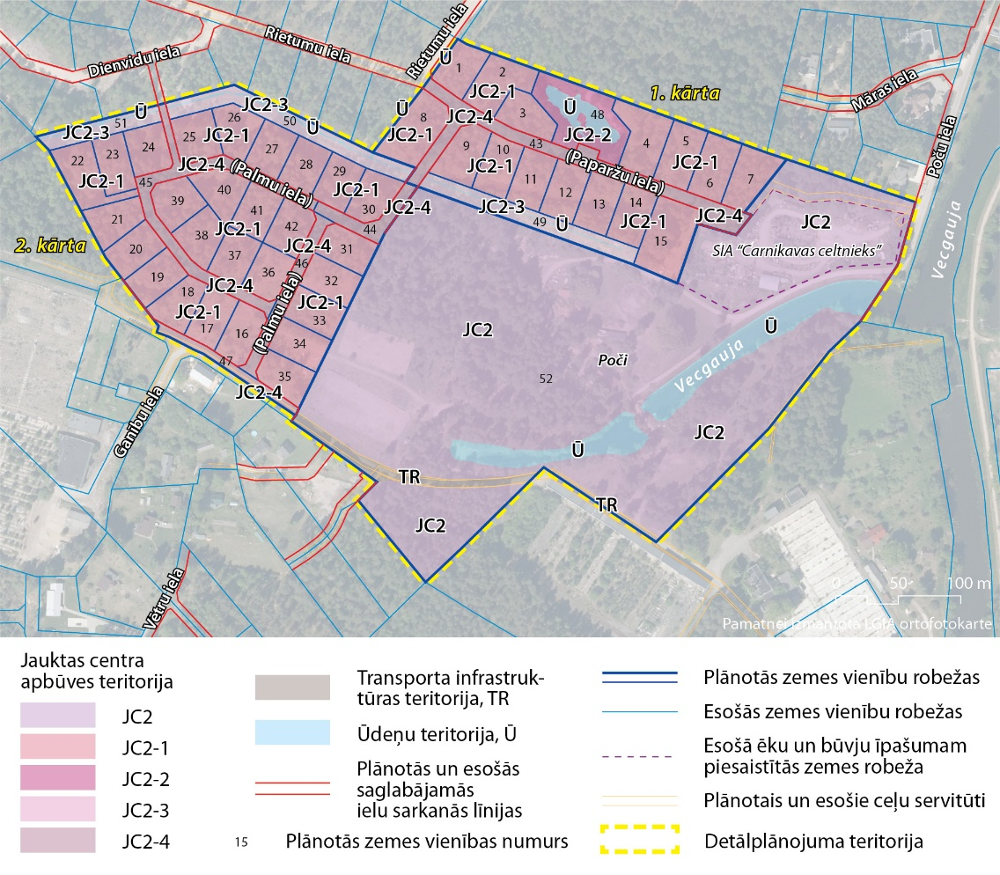 Rietumu iela
Rietumu iela
Dienvidu iela
Ū
1
2
JC2-1
1. kārta
Māras iela
Poču iela
JC2-3
Ū
51
JC2-3
50
Ū
Ū
8
JC2-1
JC2-4
3
Ū
48
JC2-2
4
5
JC2-1
6
7
26
25
JC2-1
27
24
23
22
JC2-1
28
29
JC2-1
30
9
10
JC2-1
43
11
12
13
14
JC2-1
15
(Paparžu iela)
JC2-4
JC2-4
(Palmu iela)
45
39
40
41
42
JC2-4
44
JC2-4
JC2-3
49
Ū
JC2
SIA “Carnikavas celtnieks”
Vecgauja
2. kārta
21
20
19
18
JC2-1
17
38
37
JC2-1
36
JC2-4
46
31
32
JC2-1
33
34
35
16
47
(Palmu iela)
JC2-4
JC2
52
Poči
Vecgauja
Ū
Ū
JC2
Ganību iela
TR
TR
JC2
Vētru iela
0 50 100 m
Pamatnei izmantota LGIA ortofotokarte
Jauktas centra
apbūves teritorija
JC2
JC2-1
JC2-2
JC2-3
JC2-4
Transporta infrastruk-
tūras teritorija, TR
Ūdeņu teritorija, Ū
Plānotās un esošās
saglabājamās
ielu sarkanās līnijas
15 Plānotās zemes vienības numurs
Plānotās zemes vienību robežas
Esošās zemes vienību robežas
Esošā ēku un būvju īpašumam
piesaistītās zemes robeža
Plānotais un esošie ceļu servitūti
Detālplānojuma teritorija